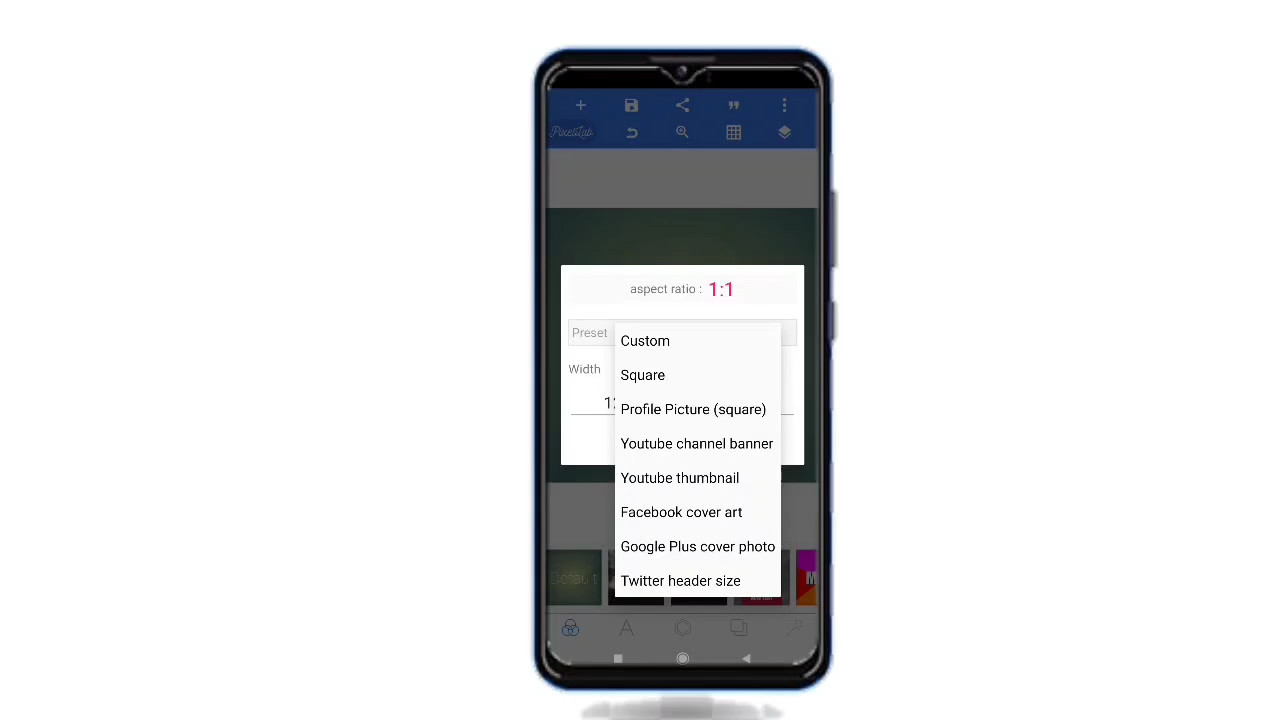 PixelLab
aspect ratio : 1:1
Preset
Custom
Square
Profile Picture (square)
Youtube channel banner
Youtube thumbnail
Facebook cover art
Google Plus cover photo
Twitter header size
Width